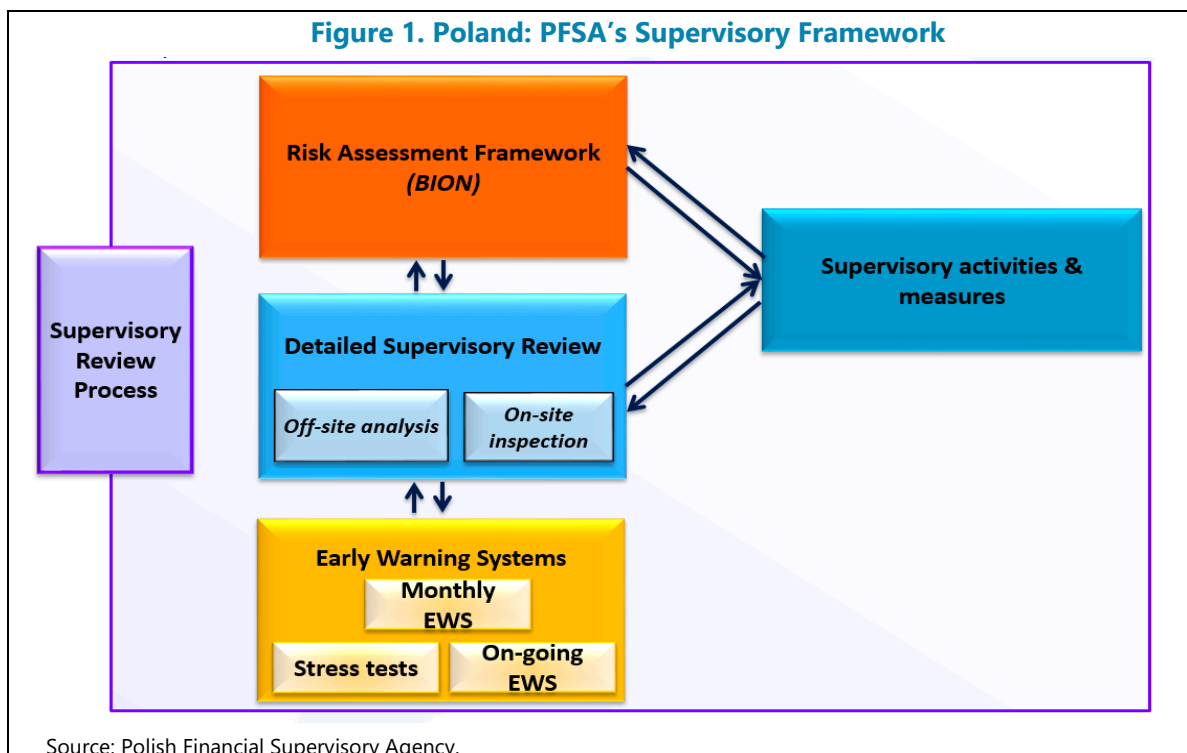 Figure 1. Poland: PFSA’s Supervisory Framework
Risk Assessment Framework
(BION)
Supervisory activities &
measures
Supervisory
Review
Process
Detailed Supervisory Review
Off-site analysis
On-site
inspection
Early Warning Systems
Monthly
EWS
Stress tests
On-going
EWS
Source: Polish Financial Supervisory Agency.